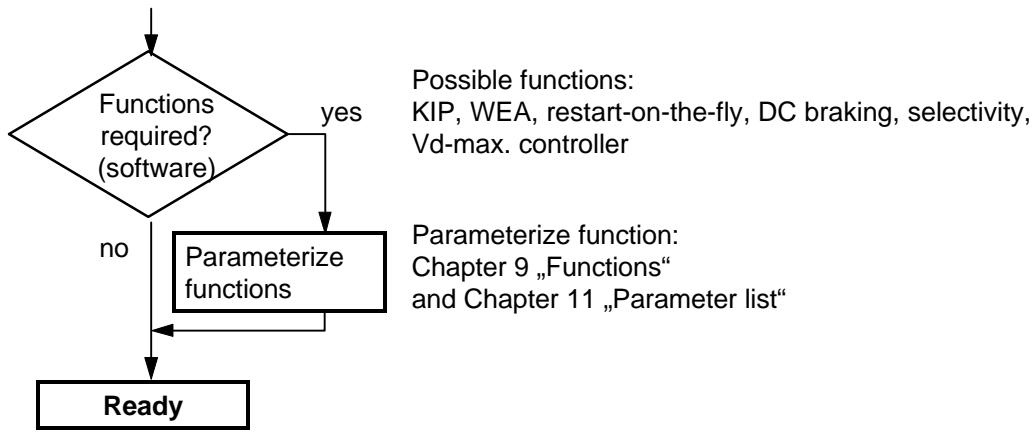 Functions
required?
(software)
yes
Possible functions:
KIP, WEA, restart-on-the-fly, DC braking, selectivity,
Vd-max. controller
no
Parameterize
functions
Parameterize function:
Chapter 9 „Functions“
and Chapter 11 „Parameter list“
Ready